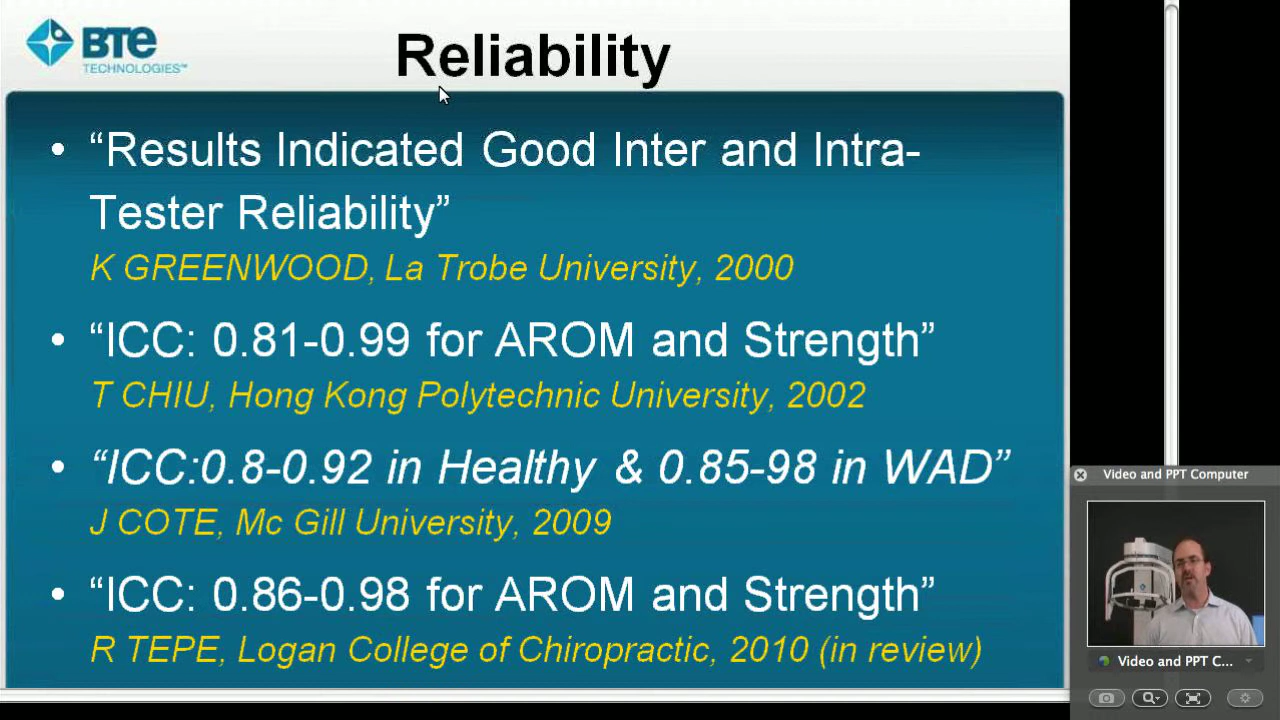 BTE
TECHNOLOGIES™
Reliability
• “Results Indicated Good Inter and Intra-
Tester Reliability”
K GREENWOOD, La Trobe University, 2000
• “ICC: 0.81-0.99 for AROM and Strength”
T CHIU, Hong Kong Polytechnic University, 2002
• “ICC:0.8-0.92 in Healthy & 0.85-98 in WAD”
J COTE, Mc Gill University, 2009
• “ICC: 0.86-0.98 for AROM and Strength”
R TEPE, Logan College of Chiropractic, 2010 (in review)
Video and PPT Computer
Video and PPT C...